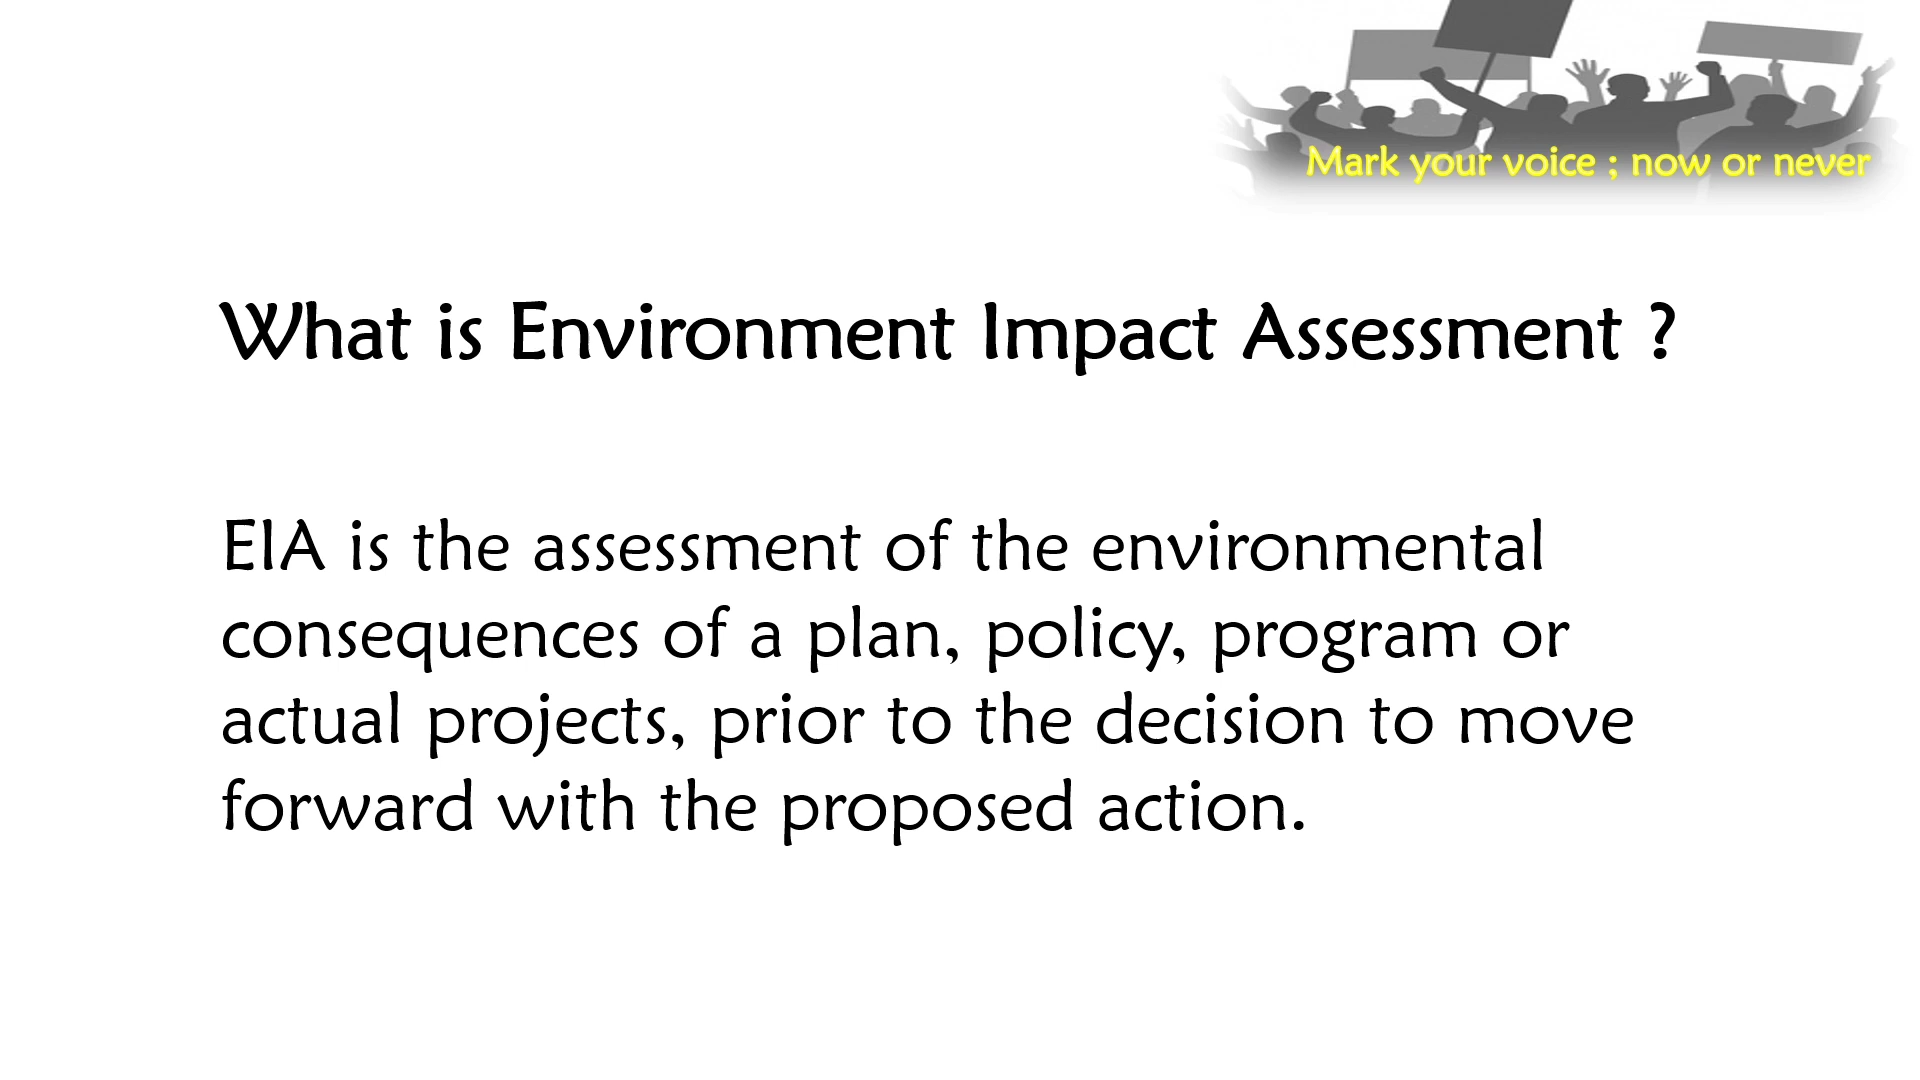 Mark your voice ; now or never
What is Environment Impact Assessment ?
EIA is the assessment of the environmental
consequences of a plan, policy, program or
actual projects, prior to the decision to move
forward with the proposed action.